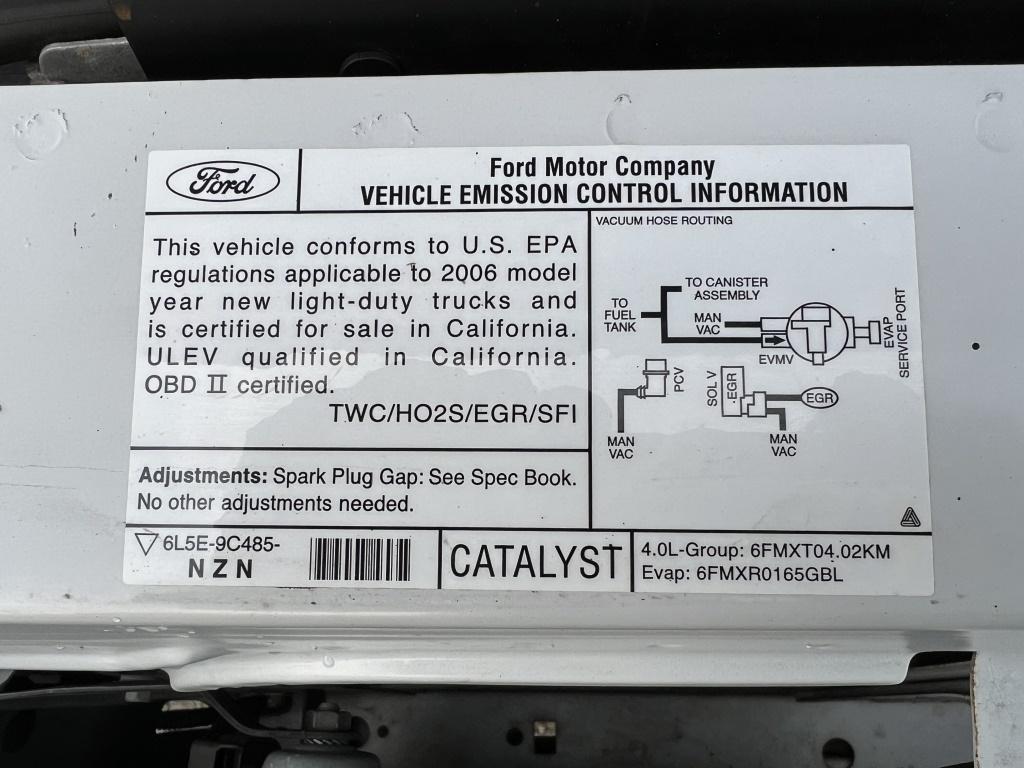 Ford
Ford Motor Company
VEHICLE EMISSION CONTROL INFORMATION
This vehicle conforms to U.S. EPA
regulations applicable to 2006 model
year new light-duty trucks and
is certified for sale in California.
ULEV qualified in California.
OBD II certified.
TWC/HO2S/EGR/SFI
VACUUM HOSE ROUTING
TO CANISTER
ASSEMBLY
TO
FUEL
TANK
MAN
VAC
EVMV
EVAP
SERVICE PORT
PCV
MAN
VAC
SOL V
EGR
EGR
MAN
VAC
Adjustments: Spark Plug Gap: See Spec Book.
No other adjustments needed.
6L5E-9C485-
NZN
CATALYST
4.0L-Group: 6FMXT04.02KM
Evap: 6FMXR0165GBL